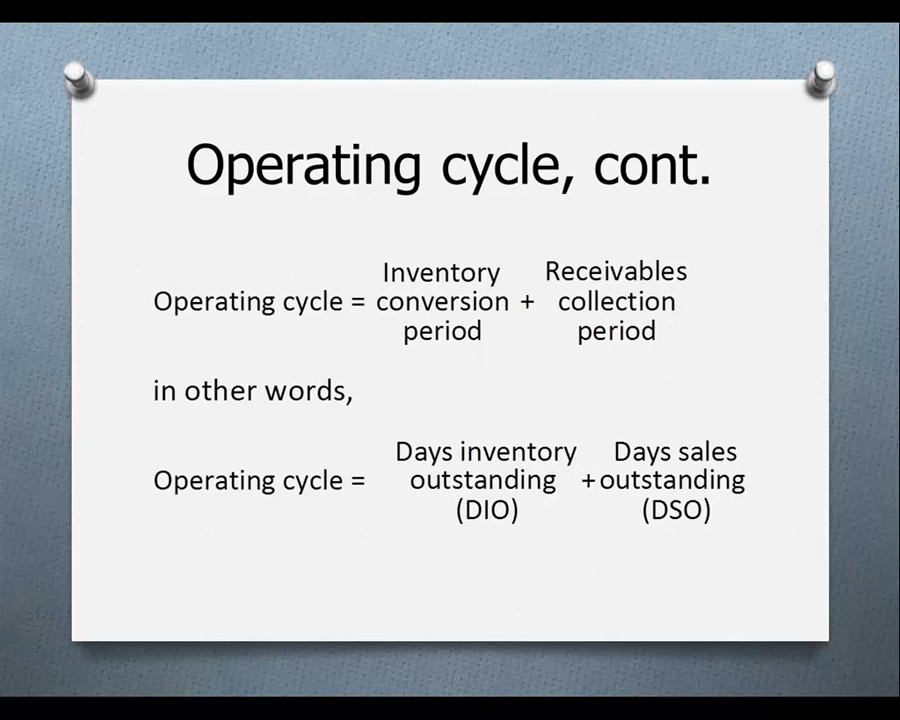 Operating cycle, cont.
Operating cycle = Inventory conversion period + Receivables collection period
in other words,
Operating cycle = Days inventory outstanding (DIO) + Days sales outstanding (DSO)